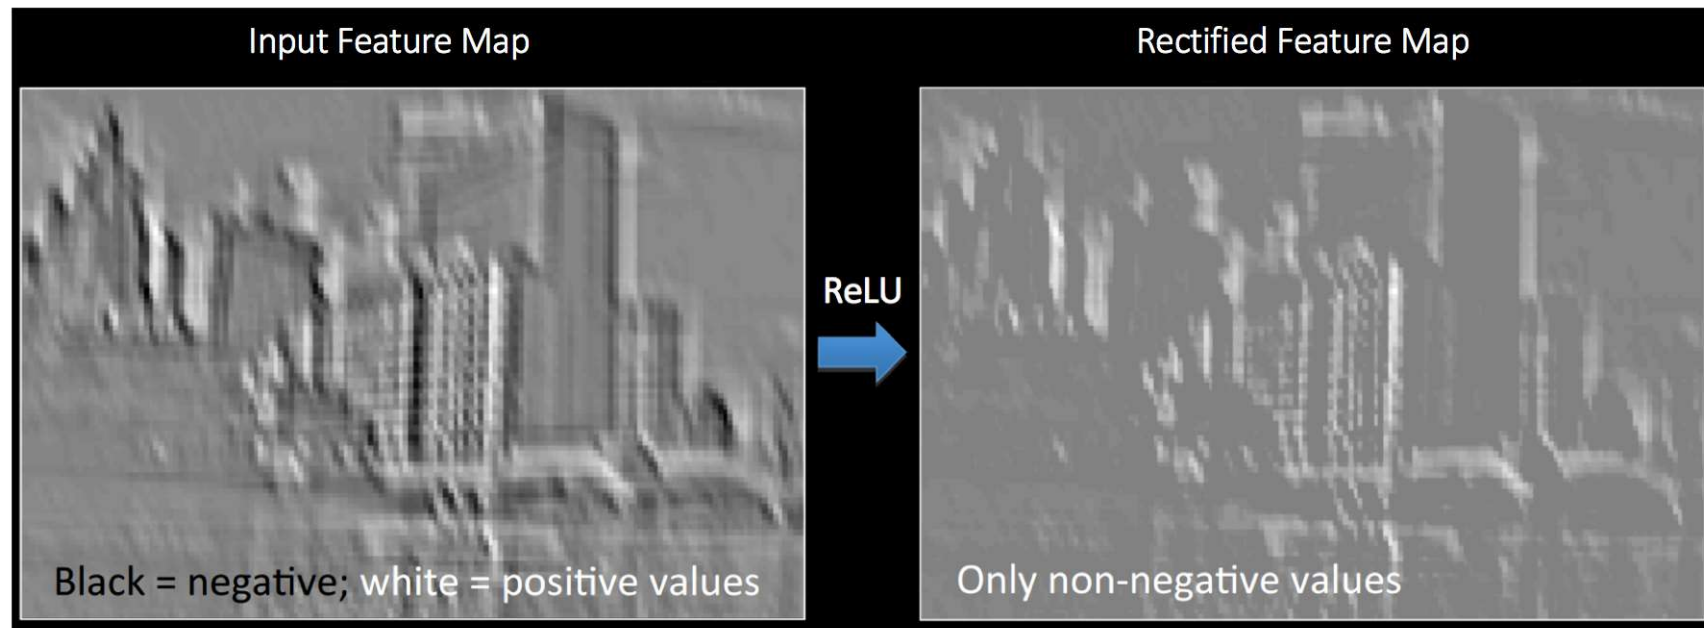 Input Feature Map
Rectified Feature Map
ReLU
Black = negative; white = positive values
Only non-negative values